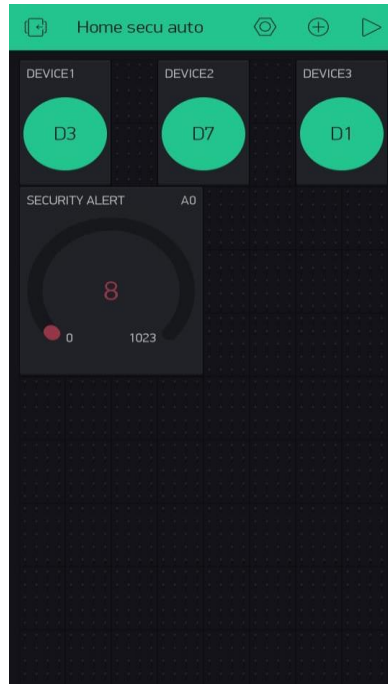 Home secu auto
DEVICE1 DEVICE2 DEVICE3
D3 D7 D1
SECURITY ALERT A0
8
0 1023